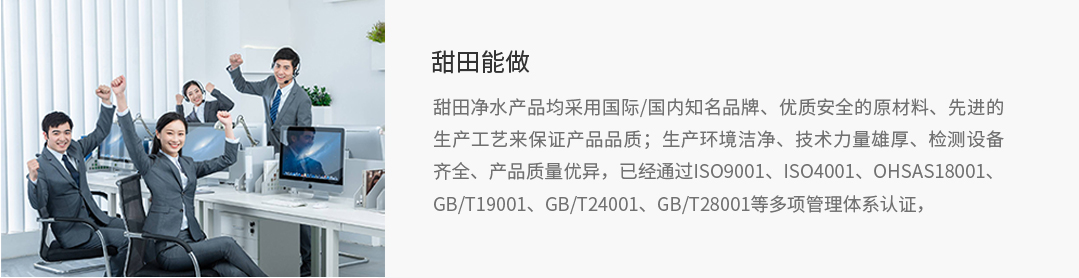 甜田能做
甜田净水产品均采用国际/国内知名品牌、优质安全的原材料、先进的
生产工艺来保证产品品质；生产环境洁净、技术力量雄厚、检测设备
齐全、产品质量优异，已经通过ISO9001、ISO4001、OHSAS18001、
GB/T19001、GB/T24001、GB/T28001等多项管理体系认证，